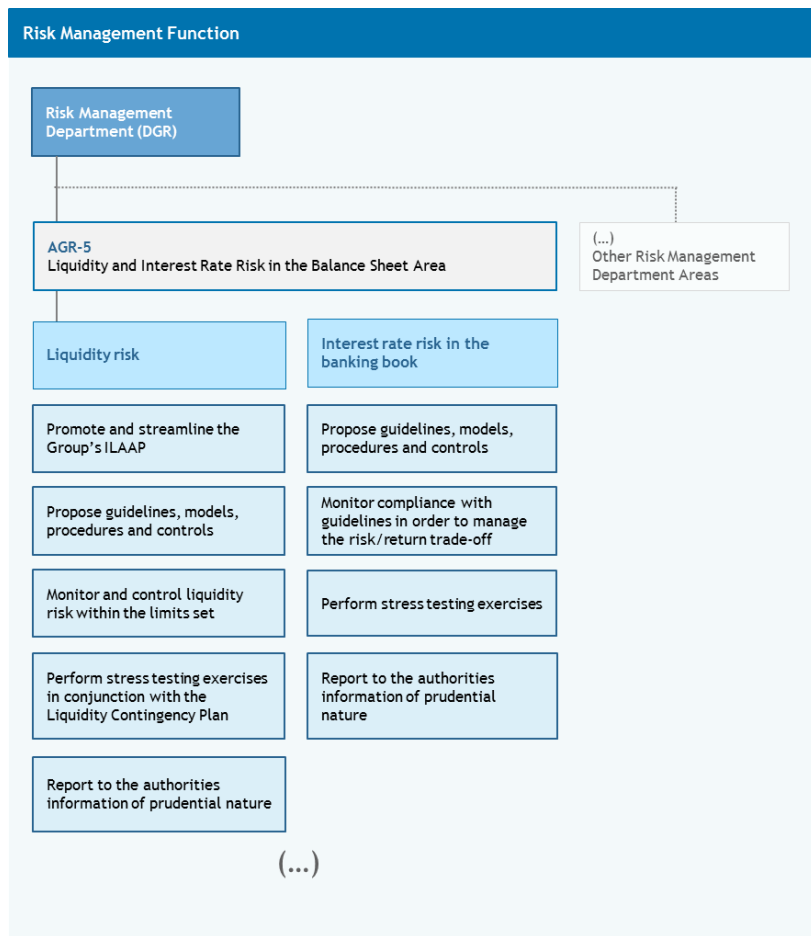 Risk Management Function
Risk Management
Department (DGR)
AGR-5
Liquidity and Interest Rate Risk in the Balance Sheet Area
(...)
Other Risk Management
Department Areas
Liquidity risk
Interest rate risk in the
banking book
Promote and streamline the
Group's ILAAP
Propose guidelines, models,
procedures and controls
Propose guidelines, models,
procedures and controls
Monitor compliance with
guidelines in order to manage
the risk/return trade-off
Monitor and control liquidity
risk within the limits set
Perform stress testing exercises
Perform stress testing exercises
in conjunction with the
Liquidity Contingency Plan
Report to the authorities
information of prudential
nature
Report to the authorities
information of prudential nature
(...)